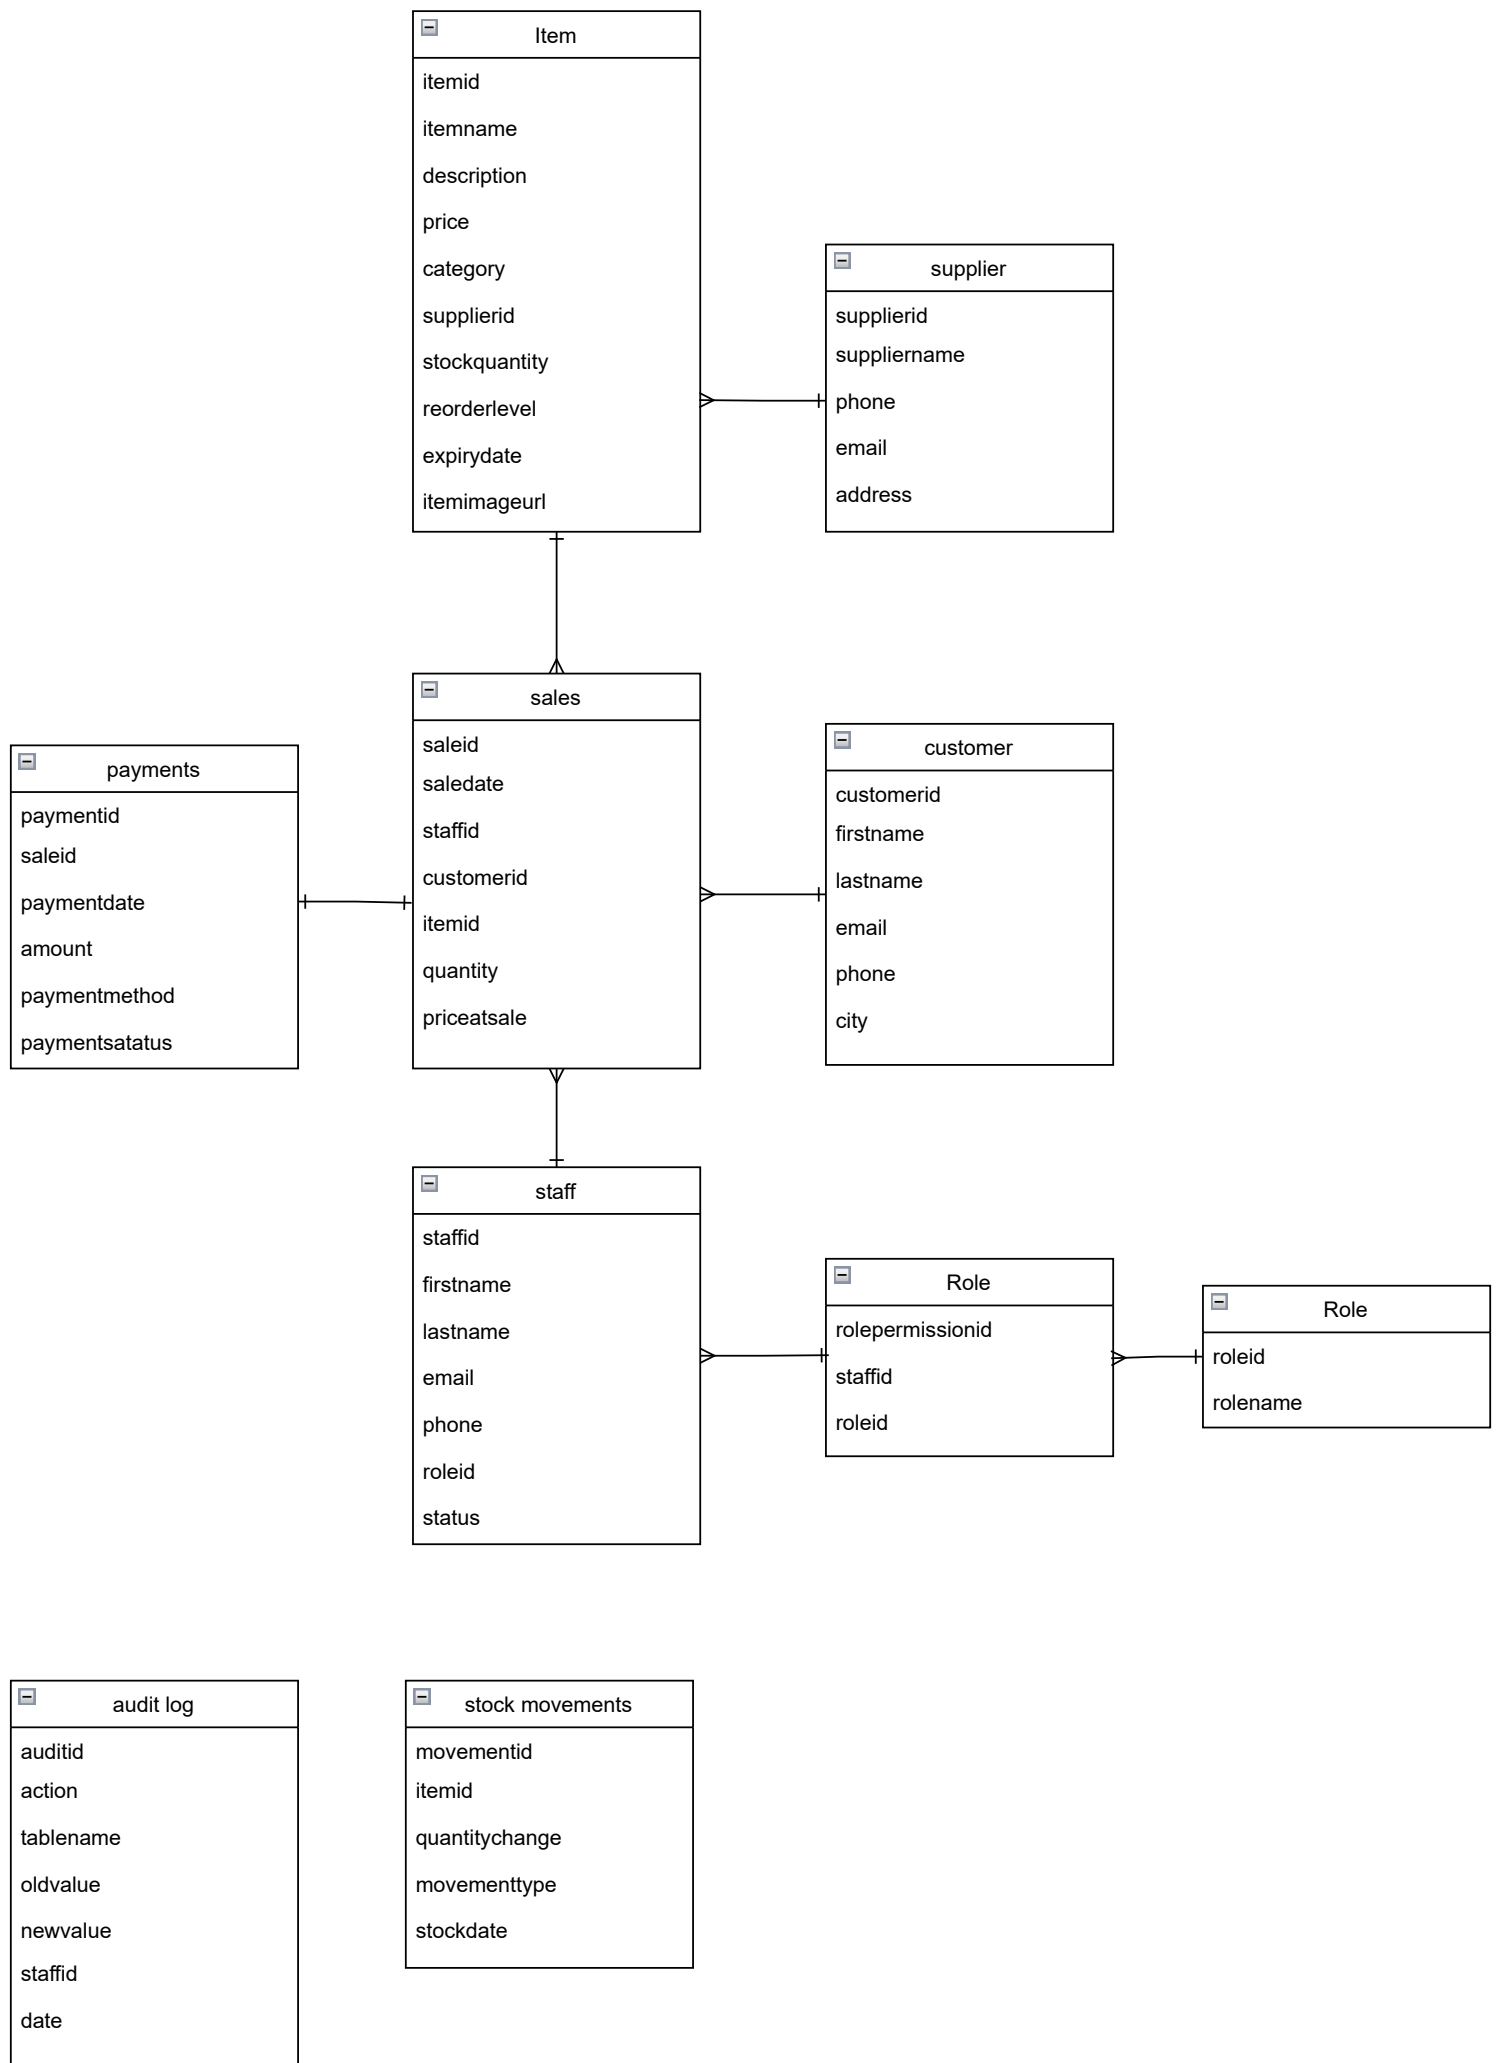 Item
itemid
itemname
description
price
category
supplierid
stockquantity
reorderlevel
expirydate
itemimageurl
supplier
supplierid
suppliername
phone
email
address
sales
saleid
saledate
staffid
customerid
itemid
quantity
priceatsale
payments
paymentid
saleid
paymentdate
amount
paymentmethod
paymentsatatus
customer
customerid
firstname
lastname
email
phone
city
staff
staffid
firstname
lastname
email
phone
roleid
status
Role
rolepermissionid
staffid
roleid
Role
roleid
rolename
audit log
auditid
action
tablename
oldvalue
newvalue
staffid
date
stock movements
movementid
itemid
quantitychange
movementtype
stockdate